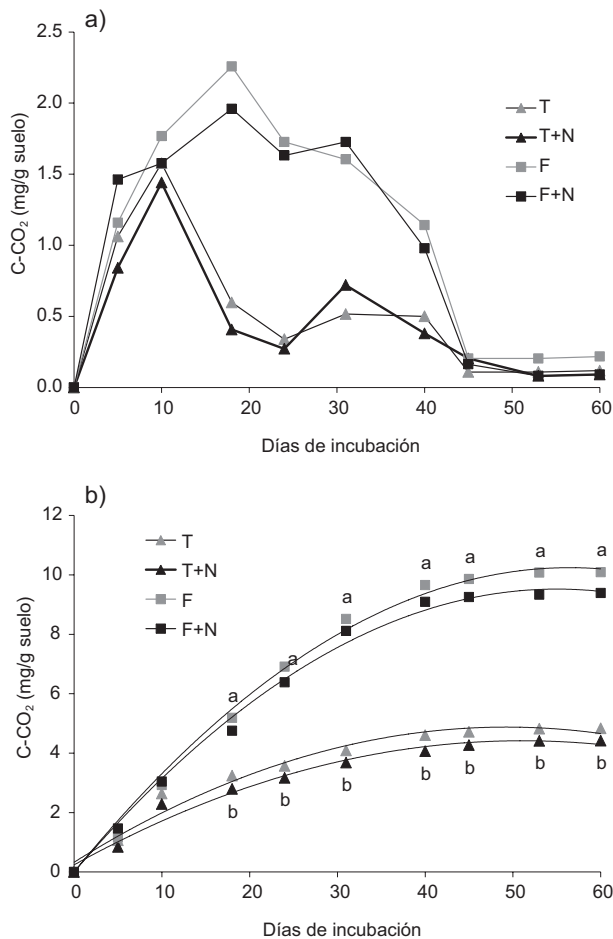 a)
C-CO₂ (mg/g suelo)
2.5
2.0
1.5
1.0
0.5
0.0
T
T+N
F
F+N
0 10 20 30 40 50 60
Días de incubación
b)
C-CO₂ (mg/g suelo)
12
10
8
6
4
2
0
T
T+N
F
F+N
a a a a a a a
b b b b b b b
0 10 20 30 40 50 60
Días de incubación